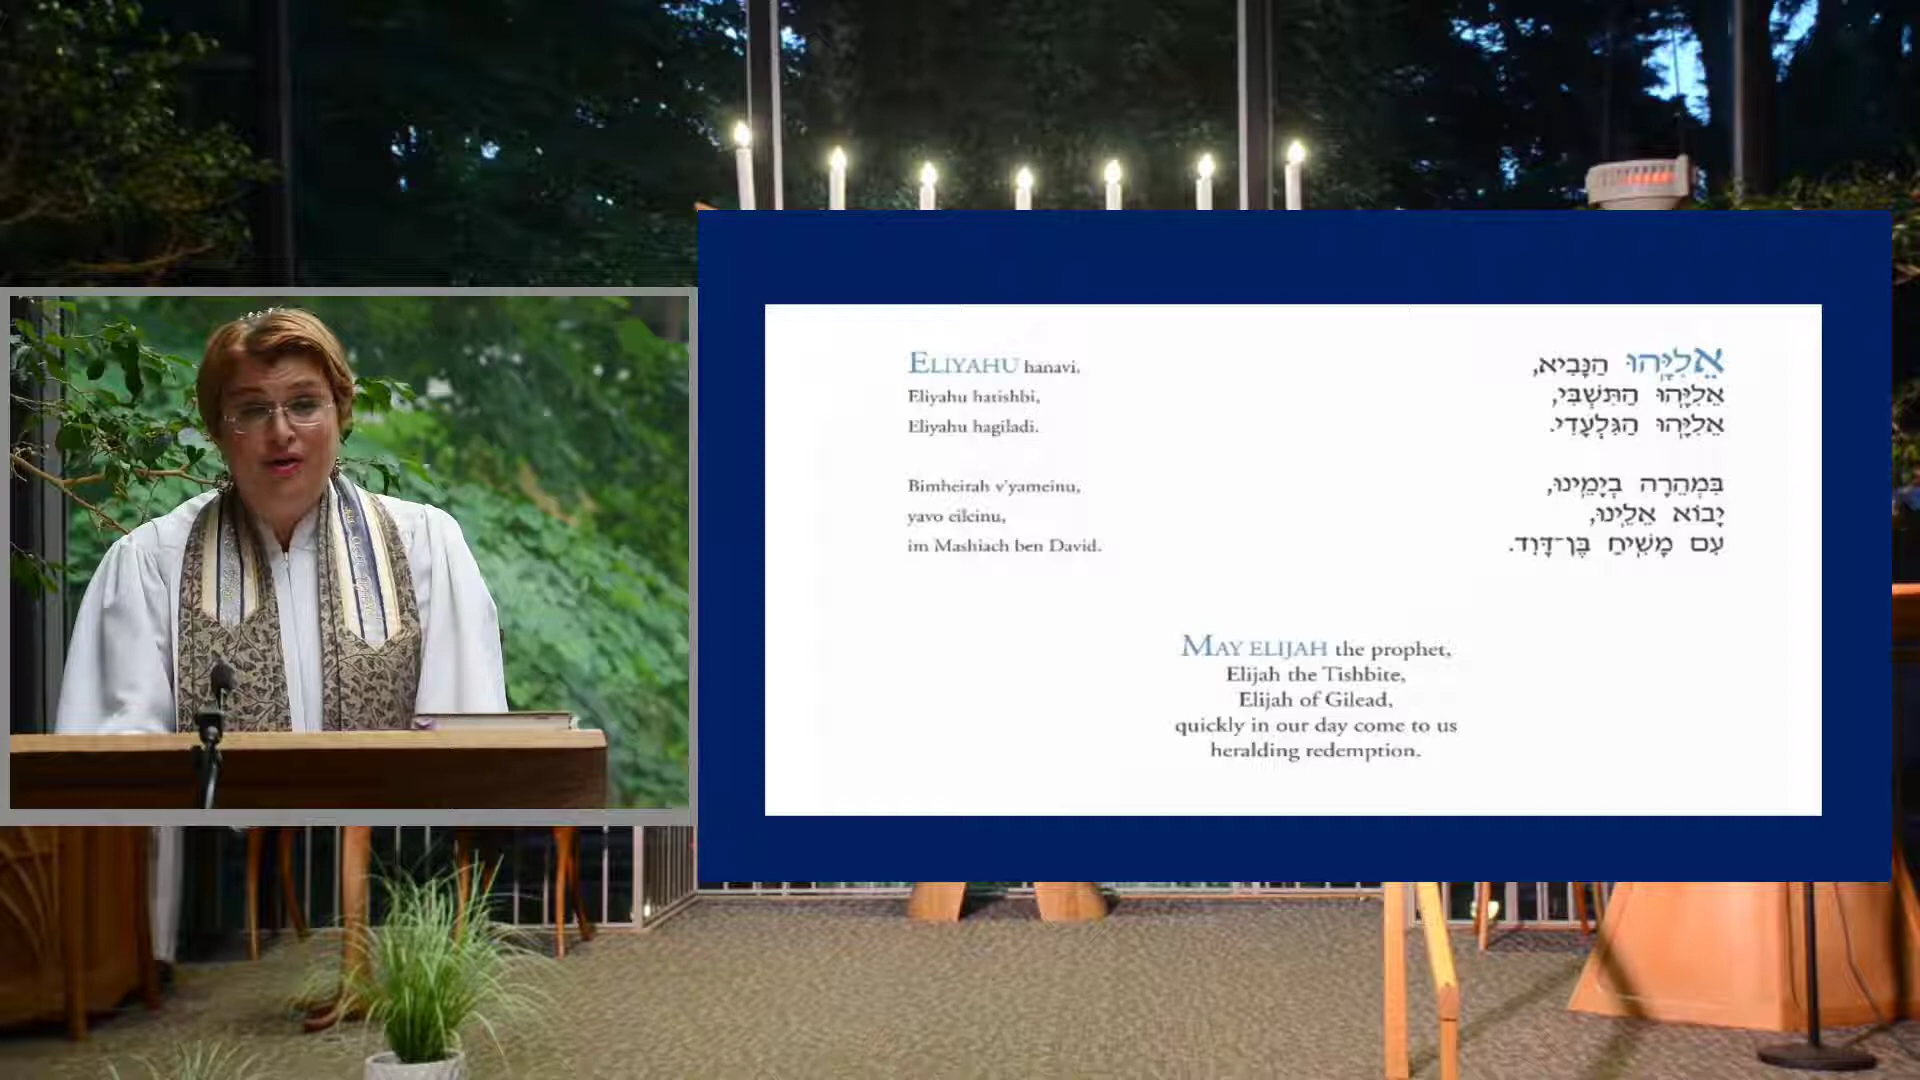 ELIYAHU hanavi,
Eliyahu hatishbi,
Eliyahu hagiladi.
Bimheirah v'yameinu,
yavo eileinu,
im Mashiach ben David.
אֵלִיָּֽהוּ הַנָּבִיא,
אֵלִיָּֽהוּ הַתִּשְׁבִּי,
אֵלִיָּֽהוּ הַגִּלְעָדִי.
בִּמְהֵרָה בְיָמֵֽינוּ,
יָבוֹא אֵלֵֽינוּ,
עִם מָשִֽׁיחַ בֶּן־דָּוִד.
MAY ELIJAH the prophet,
Elijah the Tishbite,
Elijah of Gilead,
quickly in our day come to us
heralding redemption.